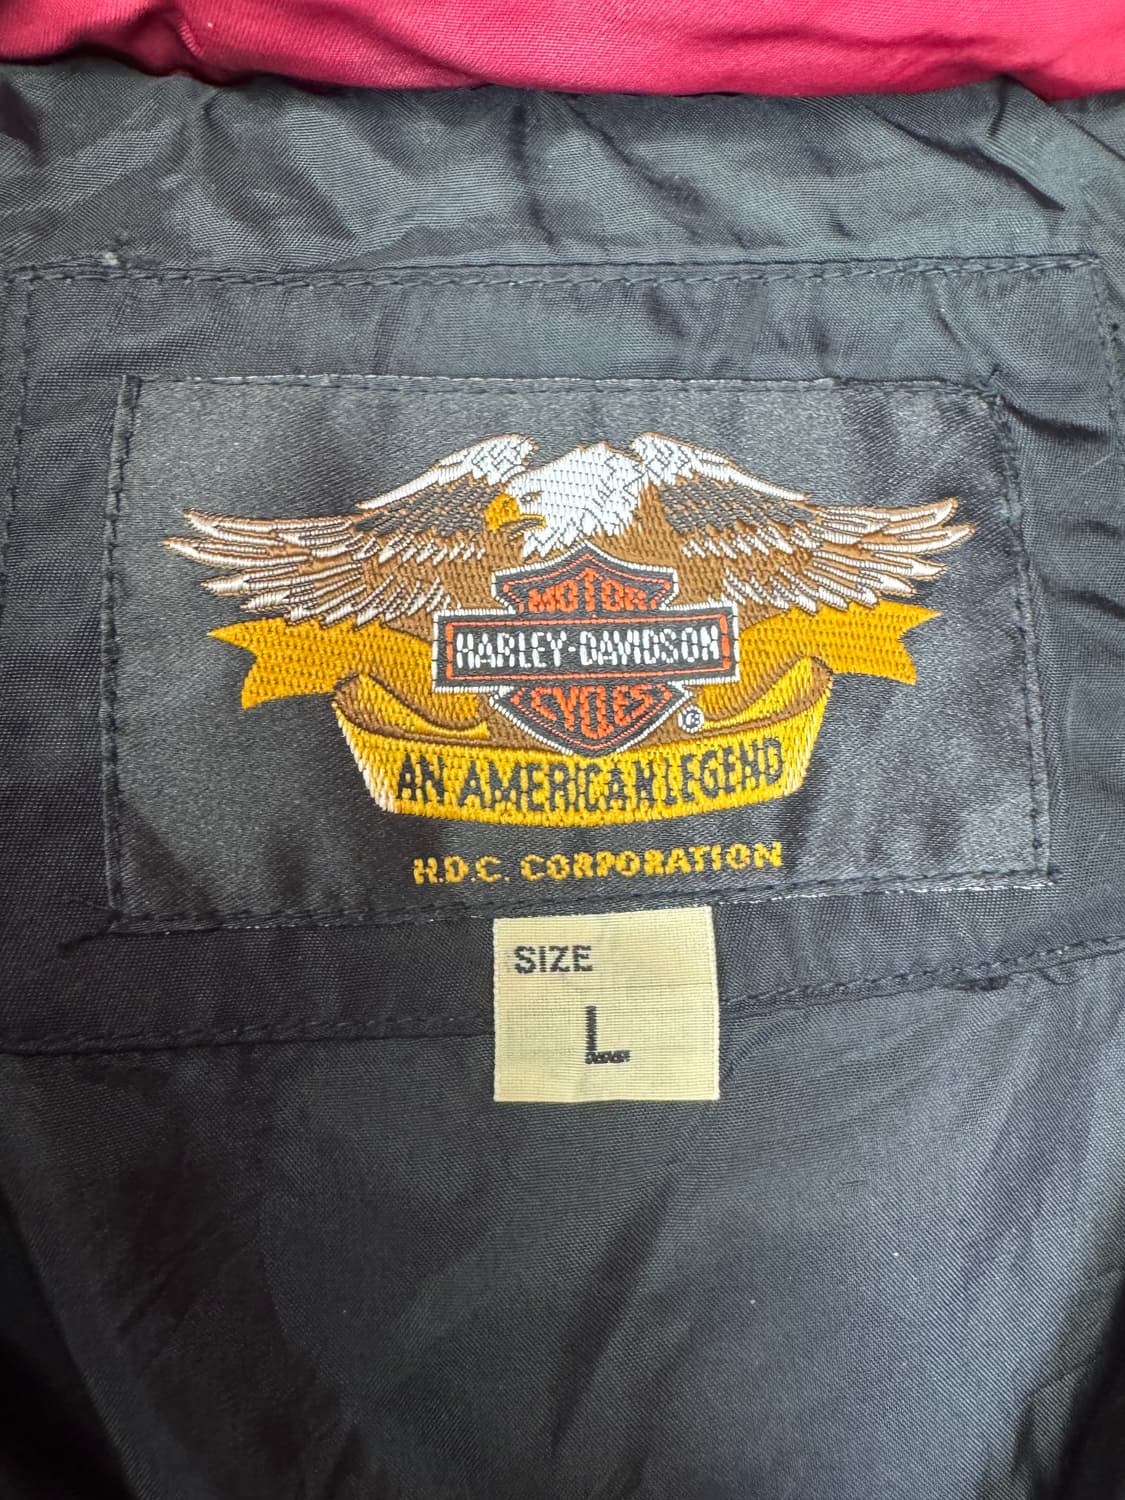 MOTOR
HARLEY-DAVIDSON
CYCLES
®
AN AMERICAN LEGEND
H.D.C. CORPORATION
SIZE
L